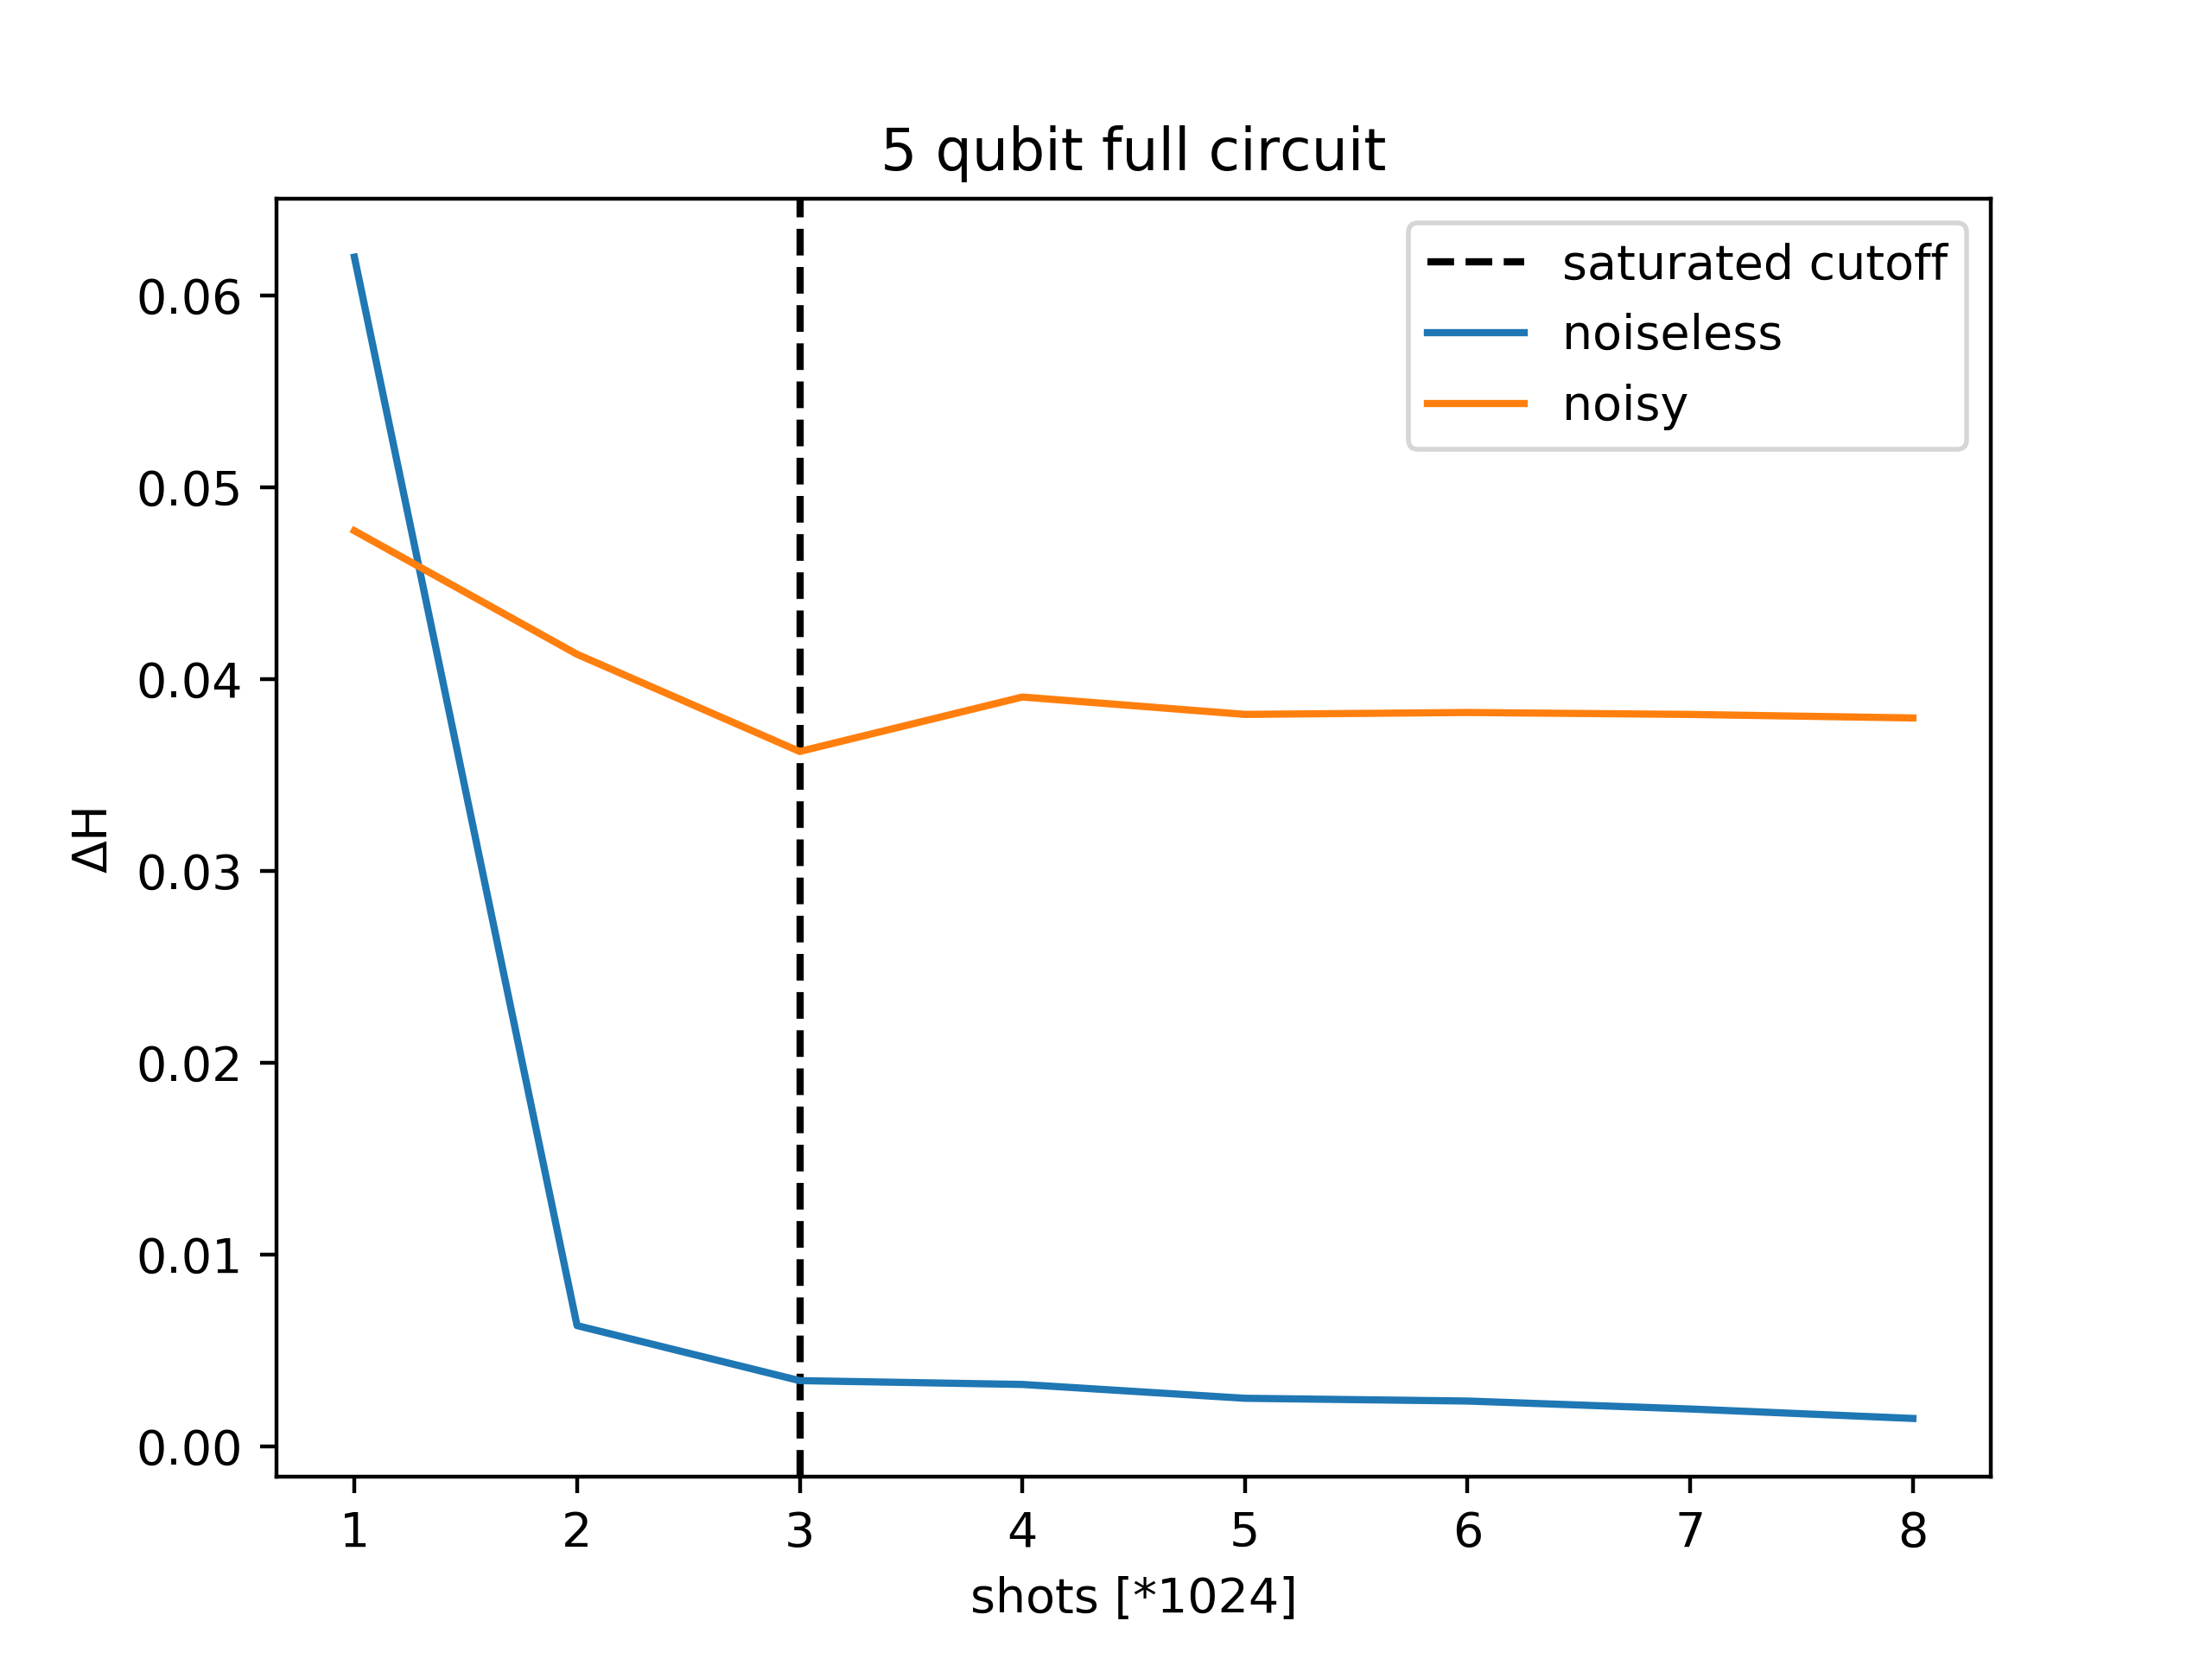 5 qubit full circuit
saturated cutoff
noiseless
noisy
0.06
0.05
0.04
0.03
0.02
0.01
0.00
ΔH
1 2 3 4 5 6 7 8
shots [*1024]